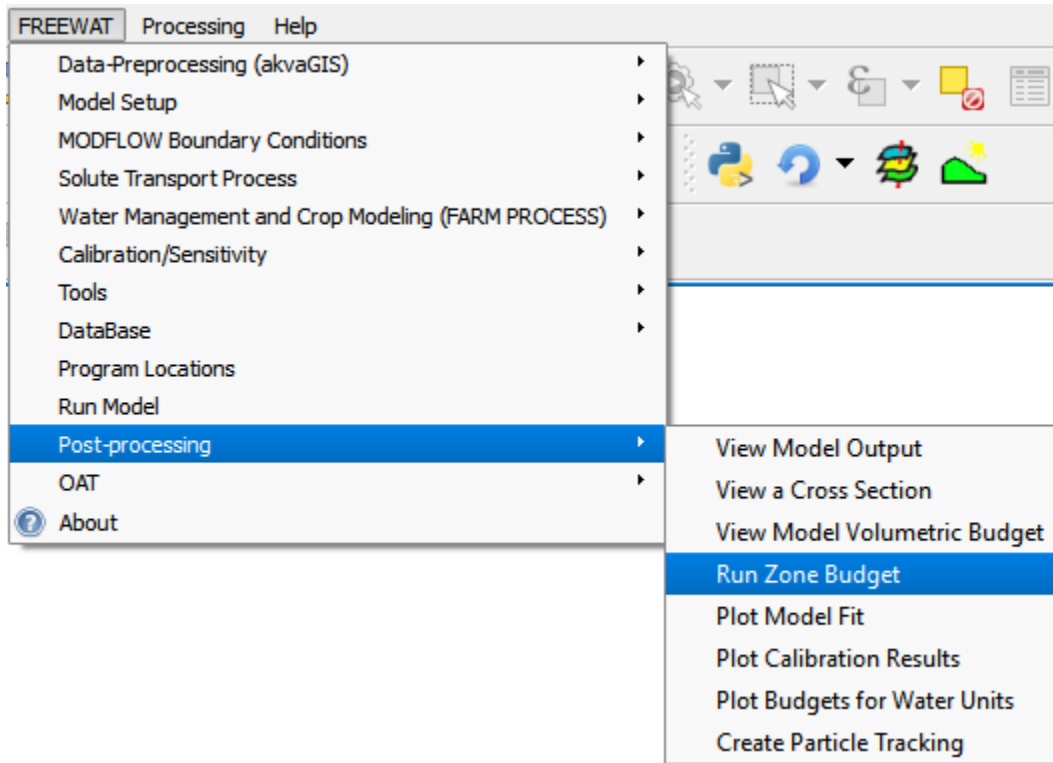 FREEWAT Processing Help
Data-Preprocessing (akvaGIS)
Model Setup
MODFLOW Boundary Conditions
Solute Transport Process
Water Management and Crop Modeling (FARM PROCESS)
Calibration/Sensitivity
Tools
DataBase
Program Locations
Run Model
Post-processing
OAT
About
View Model Output
View a Cross Section
View Model Volumetric Budget
Run Zone Budget
Plot Model Fit
Plot Calibration Results
Plot Budgets for Water Units
Create Particle Tracking